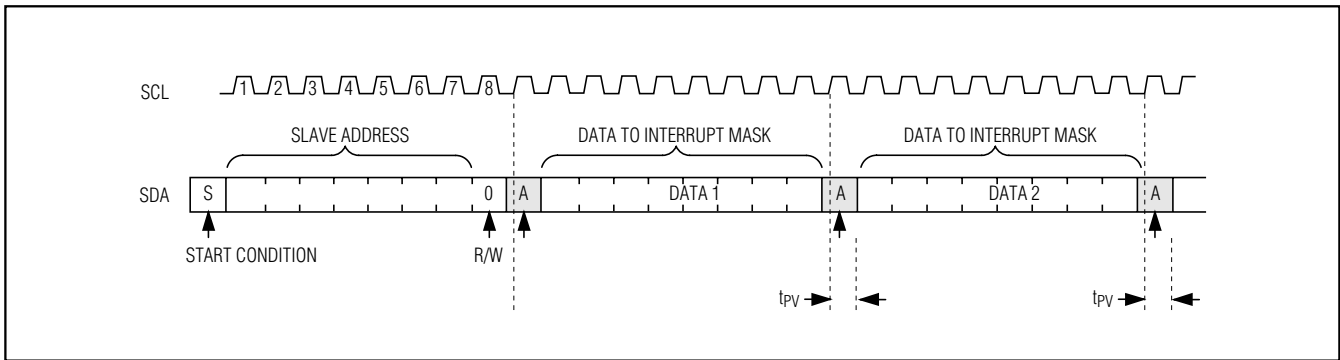 SCL 1 2 3 4 5 6 7 8
SLAVE ADDRESS DATA TO INTERRUPT MASK DATA TO INTERRUPT MASK
SDA S 0 A DATA 1 A DATA 2 A
START CONDITION R/W
tPV tPV